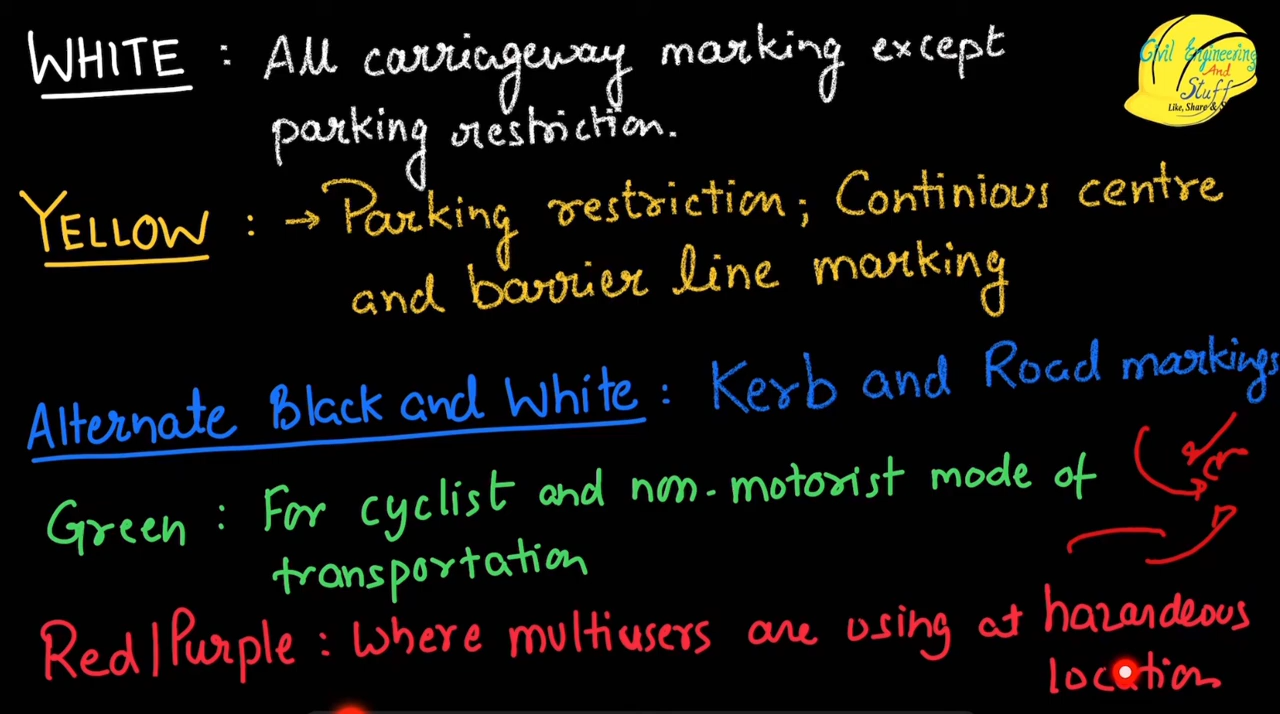 WHITE : All carriageway marking except
parking restriction.
YELLOW : → Parking restriction; Continious centre
and barrier line marking
Alternate Black and White : Kerb and Road markings
Green : For cyclist and non-motorist mode of
transportation
Red/Purple : Where multiusers are using at hazardeous
location
Civil Engineering
And
Stuff
Like, Share & S